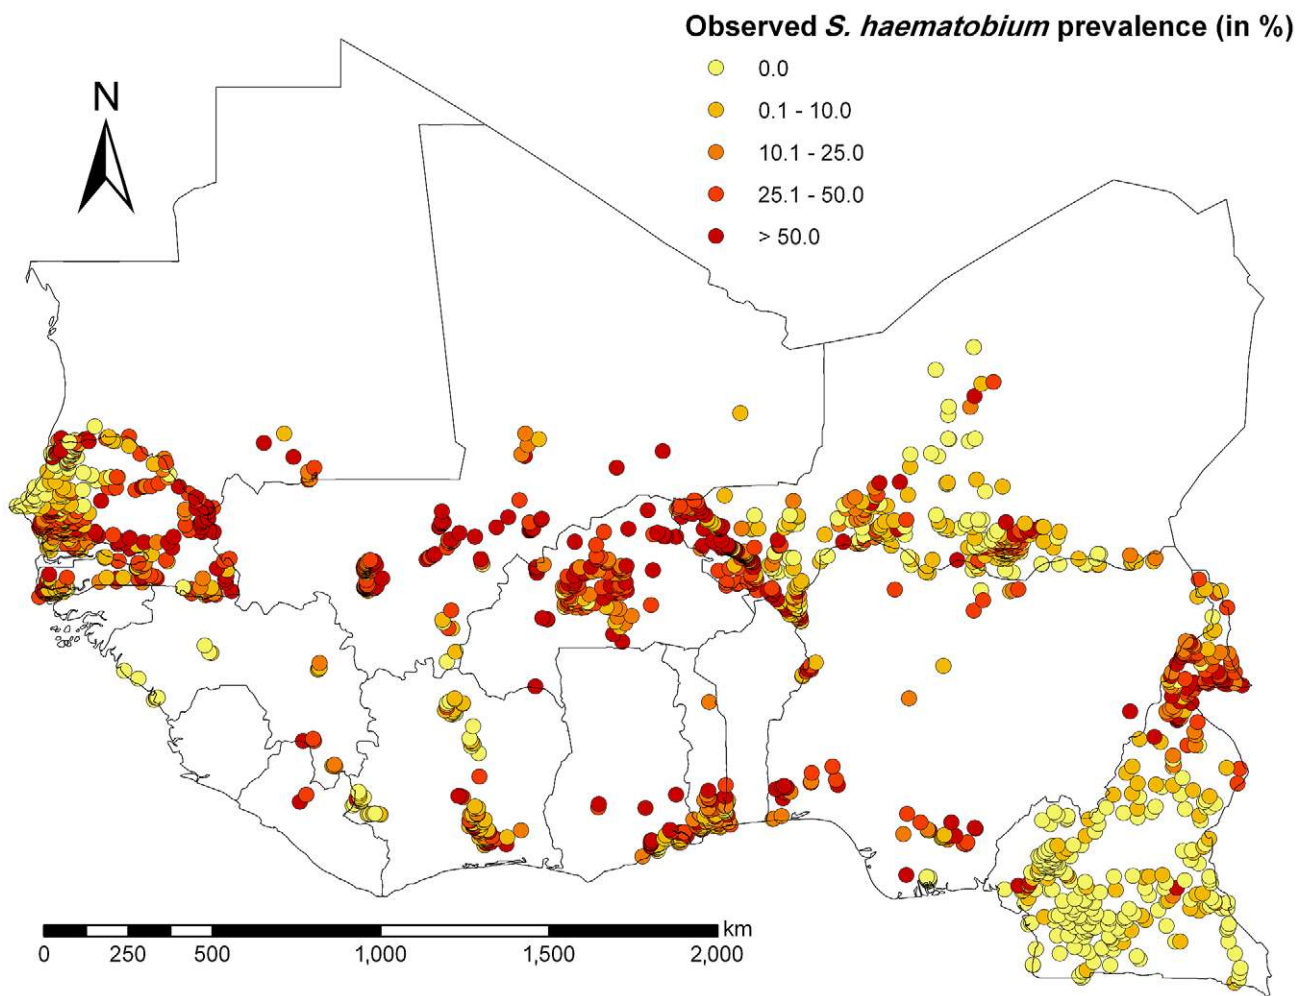 Observed S. haematobium prevalence (in %)
0.0
0.1 - 10.0
10.1 - 25.0
25.1 - 50.0
> 50.0
N
km
0 250 500 1,000 1,500 2,000